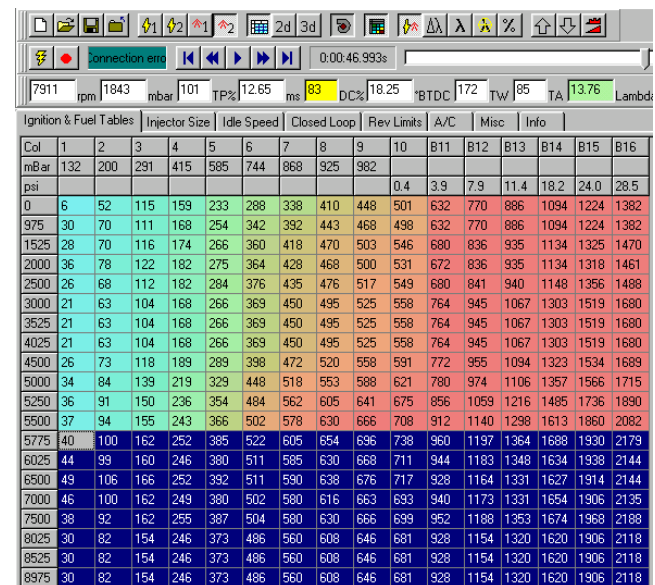 1 2 1 2 2d 3d Δλ λ %
Connection erro 0:00:46.993s
7911 rpm 1843 mbar 101 TP% 12.65 ms 83 DC% 18.25 °BTDC 172 TW 85 TA 13.76 Lambda
Ignition & Fuel Tables Injector Size Idle Speed Closed Loop Rev Limits A/C Misc Info
Col 1 2 3 4 5 6 7 8 9 10 B11 B12 B13 B14 B15 B16
mBar 132 200 291 415 585 744 868 925 982
psi 0.4 3.9 7.9 11.4 18.2 24.0 28.5
0 6 52 115 159 233 288 338 410 448 501 632 770 886 1094 1224 1382
975 30 70 111 168 254 342 392 443 468 498 632 770 886 1094 1224 1382
1525 28 70 116 174 266 360 418 470 503 546 680 836 935 1134 1325 1470
2000 36 78 122 182 275 364 428 468 500 531 672 836 935 1134 1318 1461
2500 26 68 112 182 284 376 435 476 517 549 680 841 940 1148 1356 1488
3000 21 63 104 168 266 369 450 495 525 558 764 945 1067 1303 1519 1680
3525 21 63 104 168 266 369 450 495 525 558 764 945 1067 1303 1519 1680
4025 21 63 104 168 266 369 450 495 525 558 764 945 1067 1303 1519 1680
4500 26 73 118 189 289 398 472 520 558 591 772 955 1094 1323 1534 1689
5000 34 84 139 219 329 448 518 553 588 621 780 974 1106 1357 1566 1715
5250 36 91 150 236 354 484 562 605 641 675 856 1059 1216 1485 1736 1890
5500 37 94 155 243 366 502 578 630 666 708 912 1140 1298 1613 1860 2082
5775 40 100 162 252 385 522 605 654 696 738 960 1197 1364 1688 1930 2179
6025 44 99 160 246 380 511 585 630 668 711 944 1183 1348 1634 1938 2144
6500 49 106 166 252 392 511 590 638 676 717 928 1164 1331 1627 1914 2144
7000 46 100 162 249 380 502 580 616 663 693 940 1173 1331 1654 1906 2135
7500 38 92 162 255 387 504 580 630 666 699 952 1188 1353 1674 1968 2188
8025 30 82 154 246 373 486 560 608 646 681 928 1154 1320 1620 1906 2118
8525 30 82 154 246 373 486 560 608 646 681 928 1154 1320 1620 1906 2118
8975 30 82 154 246 373 486 560 608 646 681 928 1154 1320 1620 1906 2118